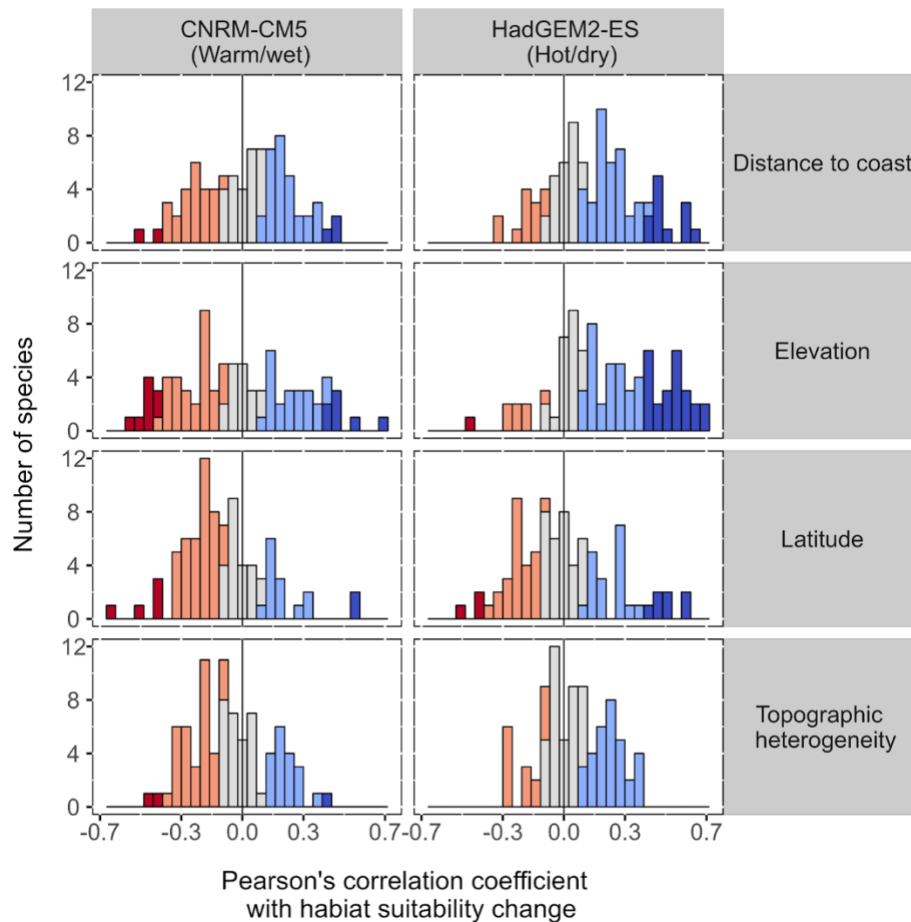 CNRM-CM5
(Warm/wet)
HadGEM2-ES
(Hot/dry)
12
8
4
0
Distance to coast
12
8
4
0
Elevation
12
8
4
0
Latitude
12
8
4
0
Topographic
heterogeneity
Number of species
-0.7 -0.3 0.0 0.3 0.7
-0.7 -0.3 0.0 0.3 0.7
Pearson's correlation coefficient
with habiat suitability change